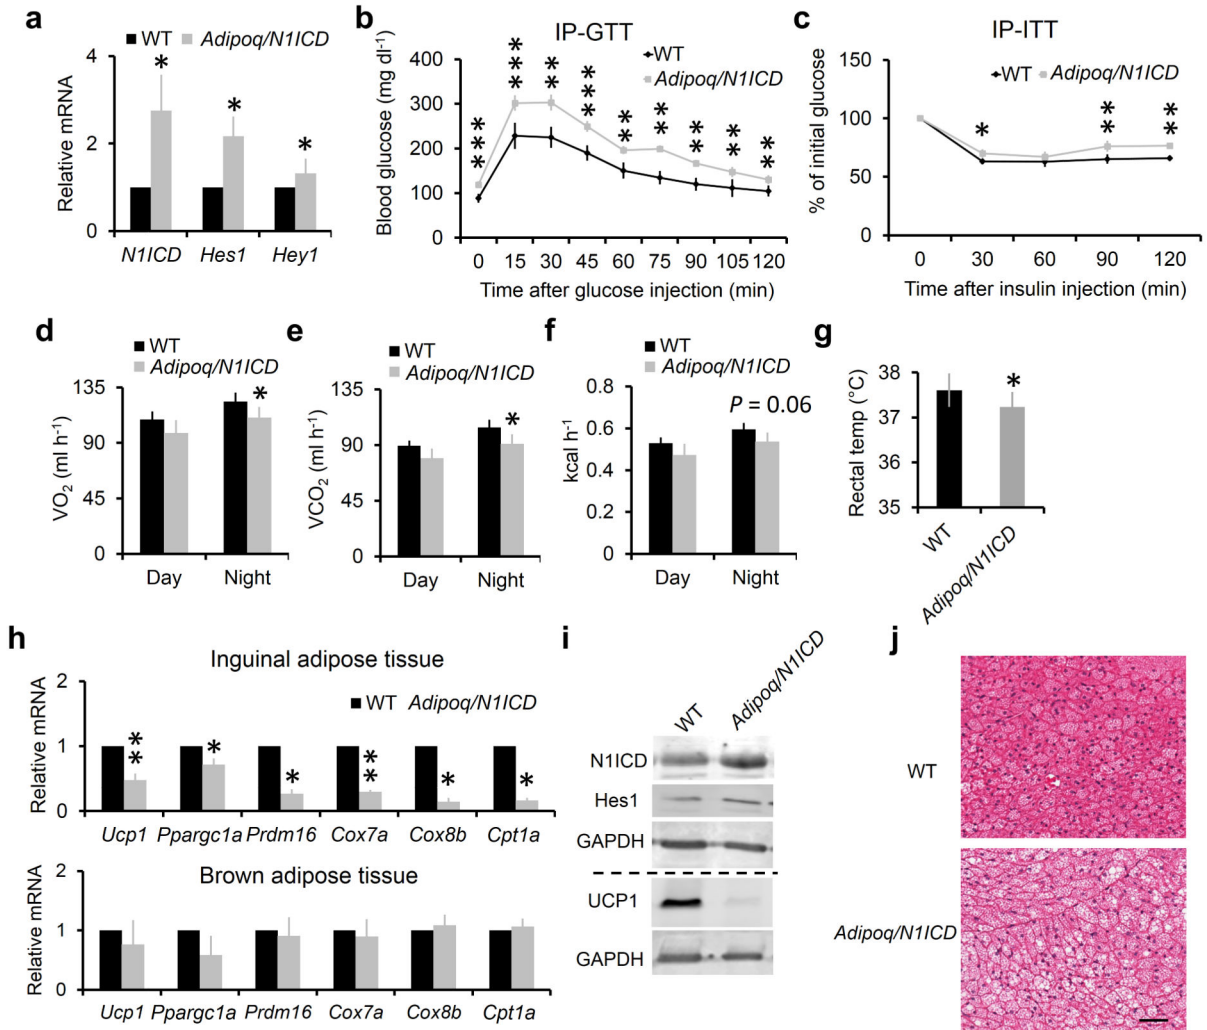 a
WT Adipoq/N1ICD
Relative mRNA
4
2
0
* * *
N1ICD Hes1 Hey1
b
IP-GTT
WT
Adipoq/N1ICD
Blood glucose (mg dl-1)
400
300
200
100
0
*** *** ** *** ** ** ** ** **
0 15 30 45 60 75 90 105 120
Time after glucose injection (min)
c
IP-ITT
WT Adipoq/N1ICD
% of initial glucose
150
100
50
0
* ** **
0 30 60 90 120
Time after insulin injection (min)
d
WT
Adipoq/N1ICD
VO2 (ml h-1)
135
90
45
0
*
Day Night
e
WT
Adipoq/N1ICD
VCO2 (ml h-1)
135
90
45
0
*
Day Night
f
WT
Adipoq/N1ICD
kcal h-1
0.8
0.6
0.4
0.2
0
P = 0.06
Day Night
g
Rectal temp (°C)
38
37
36
35
*
WT
Adipoq/N1ICD
h
Inguinal adipose tissue
WT Adipoq/N1ICD
Relative mRNA
2
1
0
** * * ** * *
Ucp1 Ppargc1a Prdm16 Cox7a Cox8b Cpt1a
Brown adipose tissue
Relative mRNA
2
1
0
Ucp1 Ppargc1a Prdm16 Cox7a Cox8b Cpt1a
i
WT
Adipoq/N1ICD
N1ICD
Hes1
GAPDH
UCP1
GAPDH
j
WT
Adipoq/N1ICD